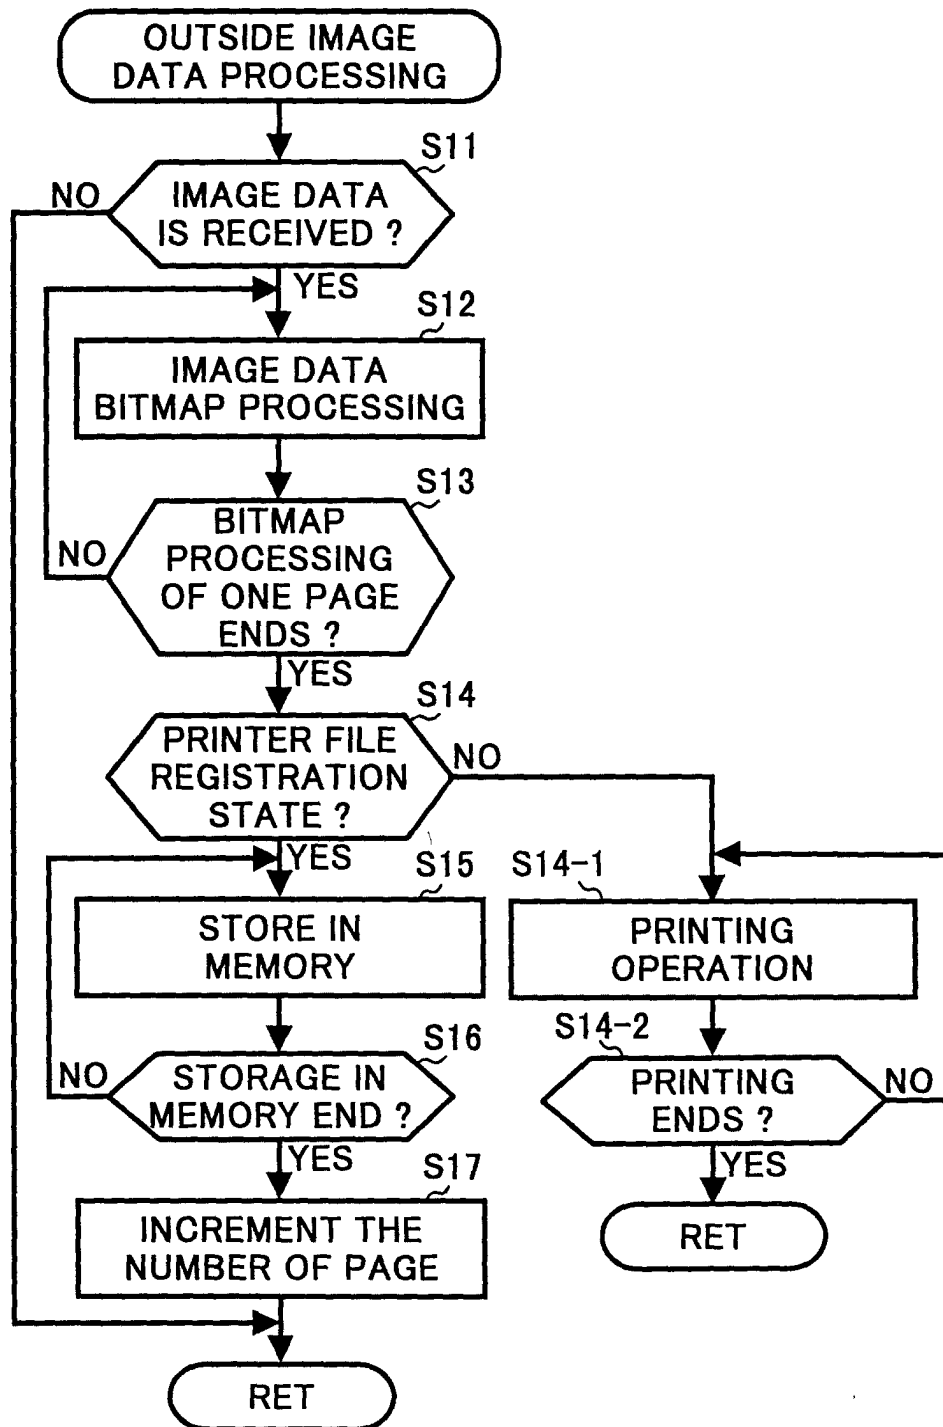 OUTSIDE IMAGE
DATA PROCESSING
S11
NO
IMAGE DATA
IS RECEIVED ?
YES
S12
IMAGE DATA
BITMAP PROCESSING
S13
NO
BITMAP
PROCESSING
OF ONE PAGE
ENDS ?
YES
S14
PRINTER FILE
REGISTRATION
STATE ?
NO
YES
S15
STORE IN
MEMORY
S16
NO
STORAGE IN
MEMORY END ?
YES
S17
INCREMENT THE
NUMBER OF PAGE
RET
S14-1
PRINTING
OPERATION
S14-2
PRINTING
ENDS ?
NO
YES
RET